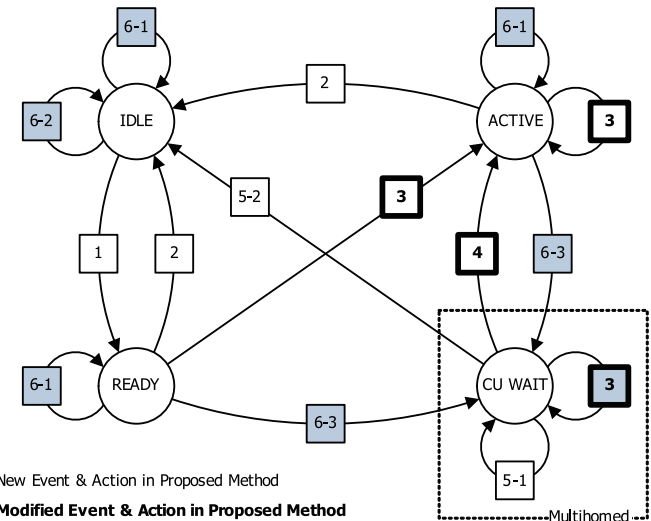 6-1
6-1
6-2
IDLE
2
ACTIVE
3
5-2
3
1
2
4
6-3
6-1
READY
CU WAIT
3
6-3
5-1
New Event & Action in Proposed Method
Modified Event & Action in Proposed Method
Multihomed